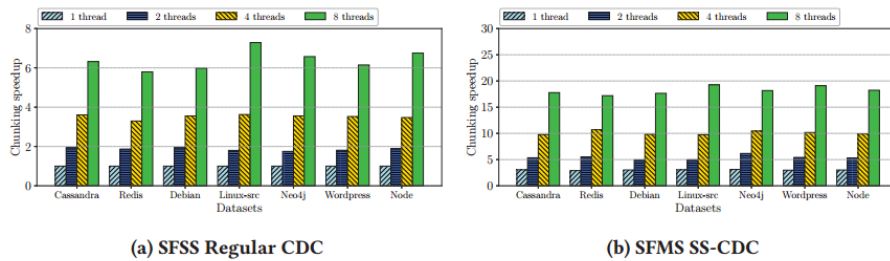 1 thread 2 threads 4 threads 8 threads
8
6
4
2
0
Chunking speedup
Cassandra Redis Debian Linux-src Neo4j Wordpress Node
Datasets
(a) SFSS Regular CDC
1 thread 2 threads 4 threads 8 threads
30
25
20
15
10
5
0
Chunking speedup
Cassandra Redis Debian Linux-src Neo4j Wordpress Node
Datasets
(b) SFMS SS-CDC